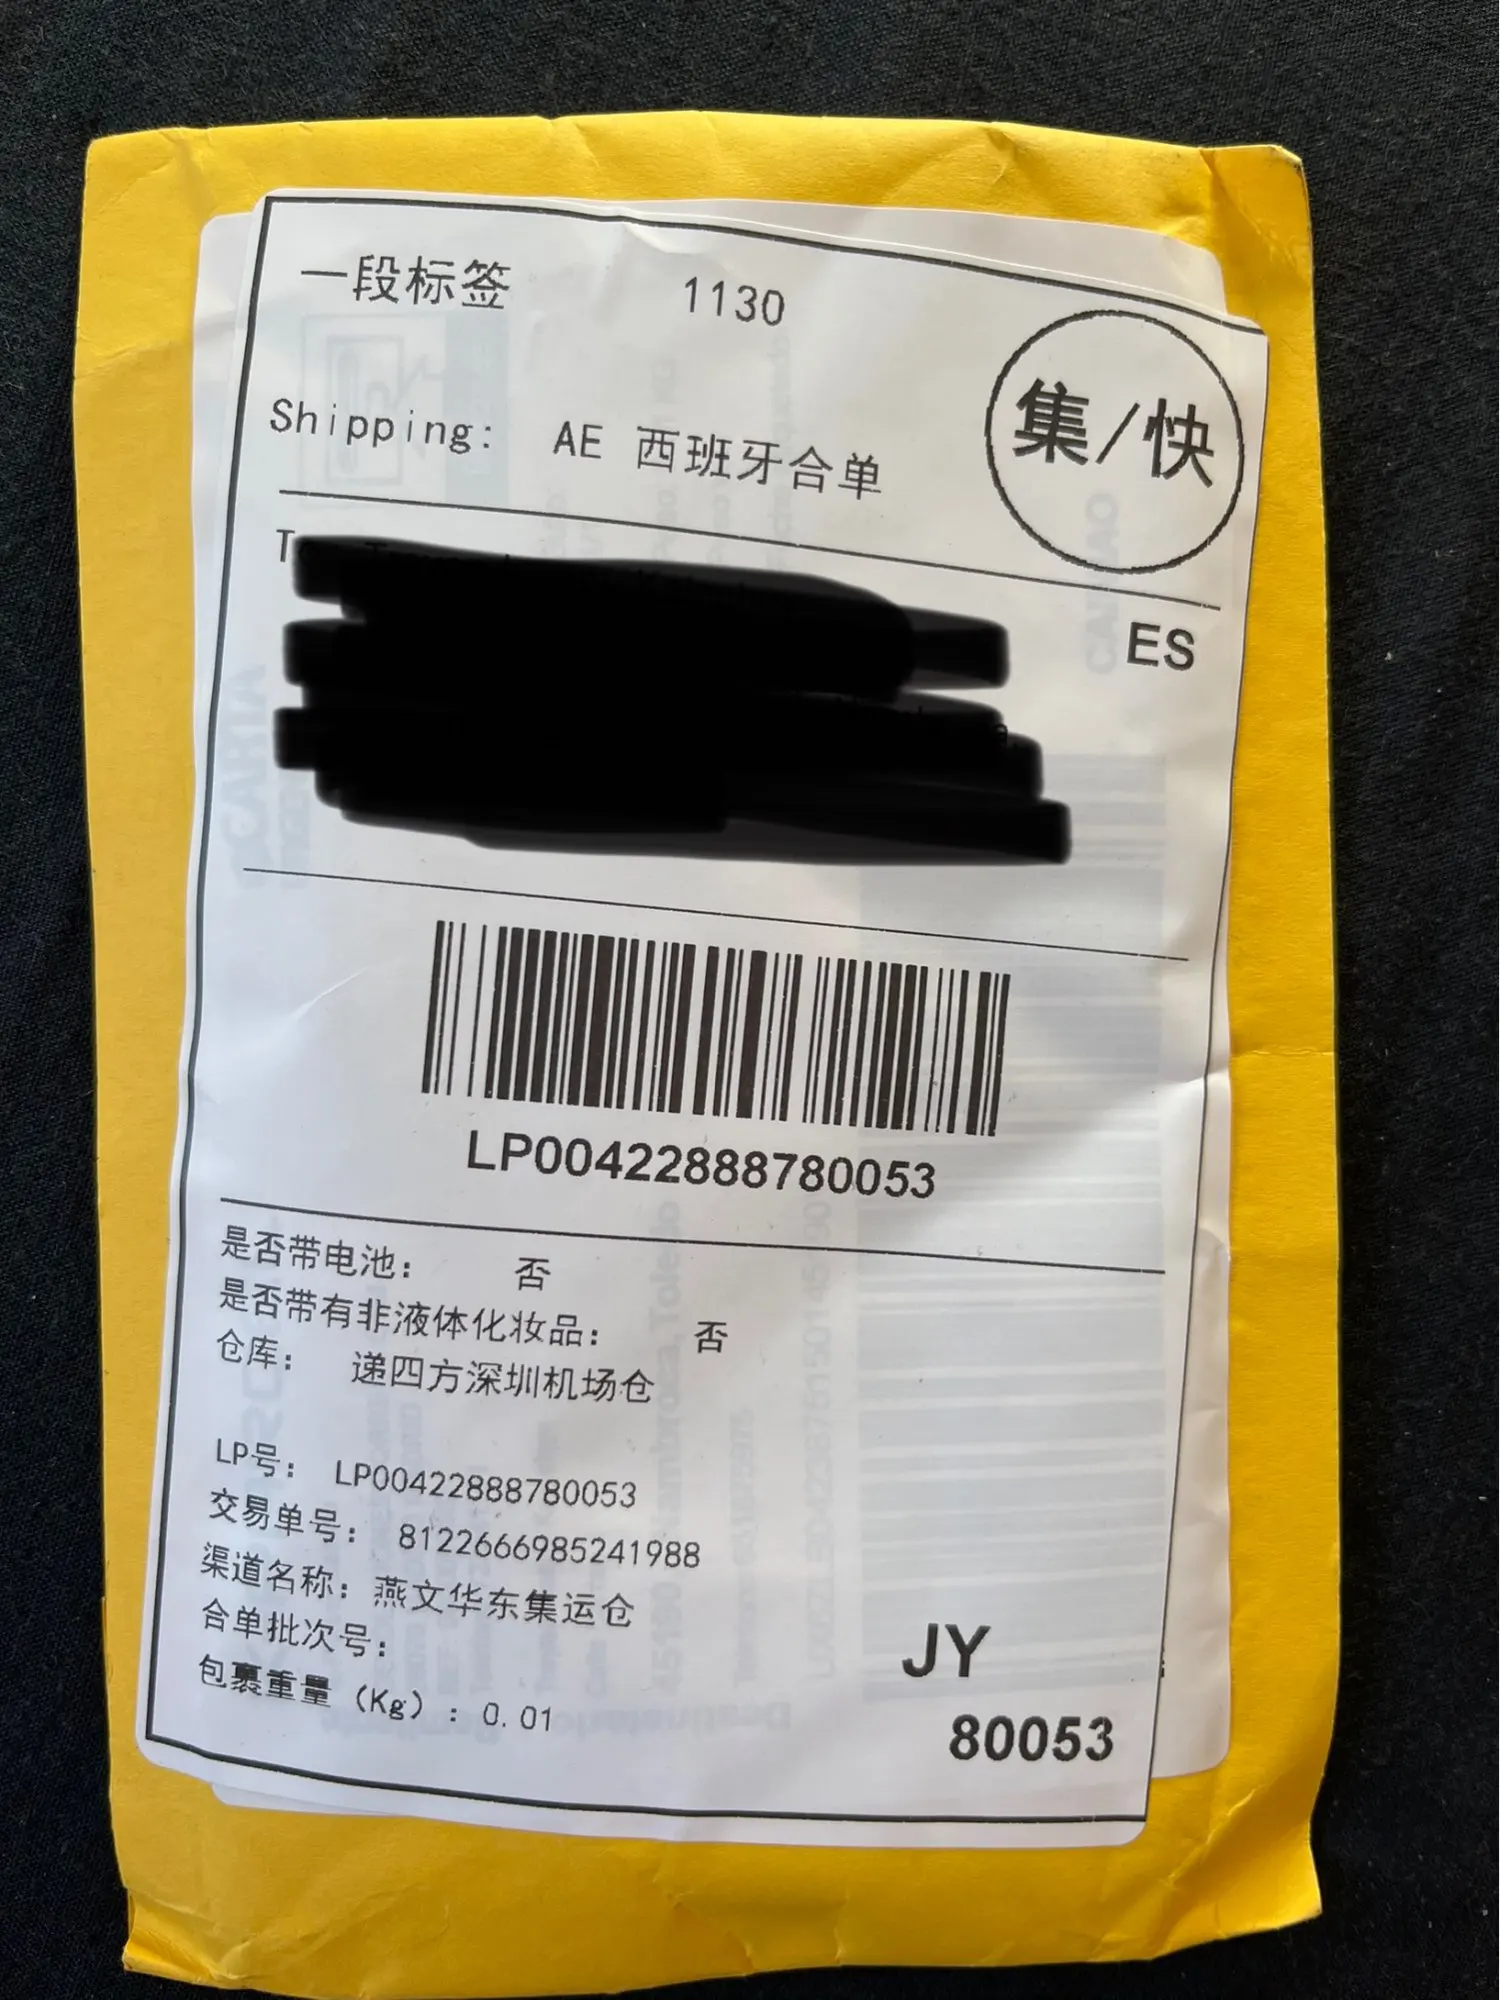 一段标签 1130
集/快
Shipping: AE 西班牙合单
ES
LP00422888780053
是否带电池： 否
是否带有非液体化妆品： 否
仓库： 递四方深圳机场仓
LP号： LP00422888780053
交易单号： 8122666985241988
渠道名称：燕文华东集运仓
合单批次号：
包裹重量（Kg）：0.01
JY
80053